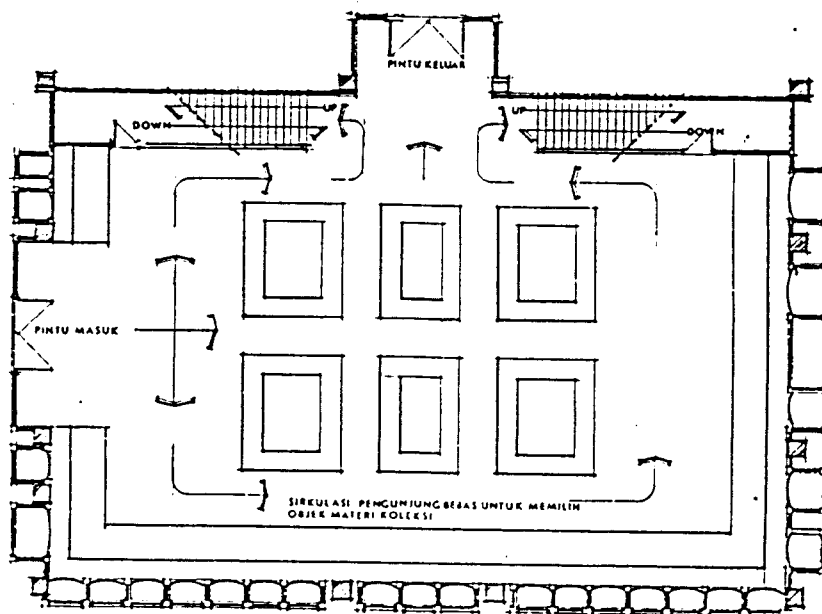 PINTU KELUAR
UP
UP
DOWN
DOWN
PINTU MASUK
SIRKULASI PENGUNJUNG BEBAS UNTUK MEMILIH
OBJEK MATERI KOLEKSI